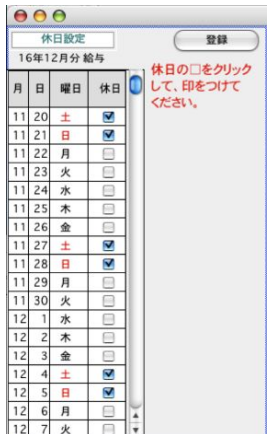 休日設定
登録
16年12月分 給与
休日の□をクリック
して、印をつけて
ください。
月 日 曜日 休日
11 20 土
11 21 日
11 22 月
11 23 火
11 24 水
11 25 木
11 26 金
11 27 土
11 28 日
11 29 月
11 30 火
12 1 水
12 2 木
12 3 金
12 4 土
12 5 日
12 6 月
12 7 火